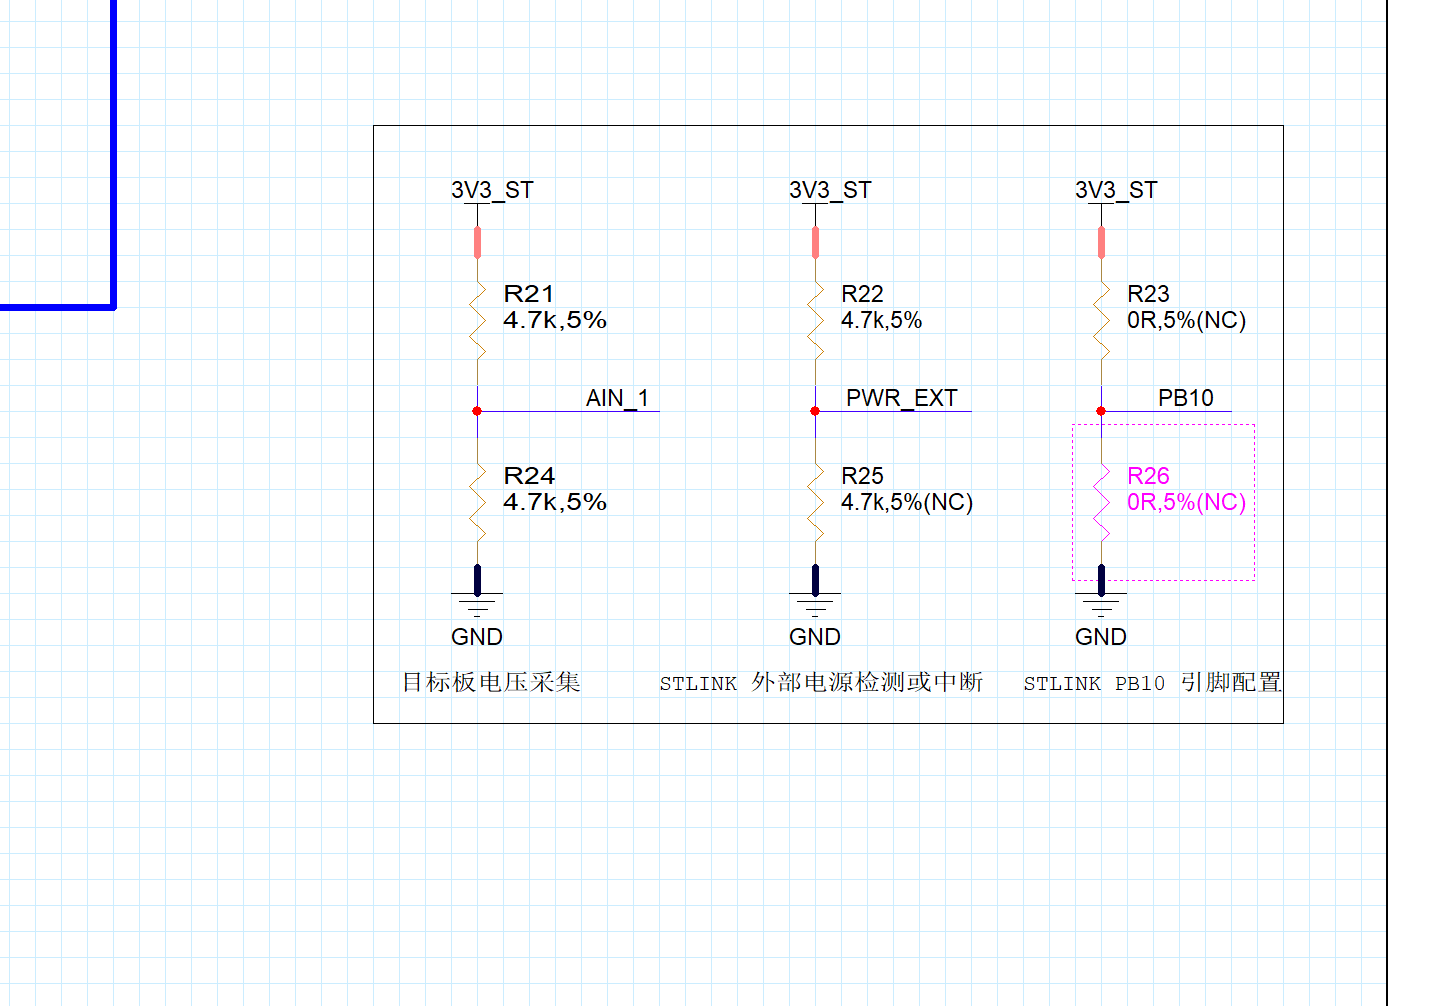 3V3_ST
3V3_ST
3V3_ST
R21
4.7k,5%
R22
4.7k,5%
R23
0R,5%(NC)
AIN_1
PWR_EXT
PB10
R24
4.7k,5%
R25
4.7k,5%(NC)
R26
0R,5%(NC)
GND
GND
GND
目标板电压采集
STLINK 外部电源检测或中断
STLINK PB10 引脚配置